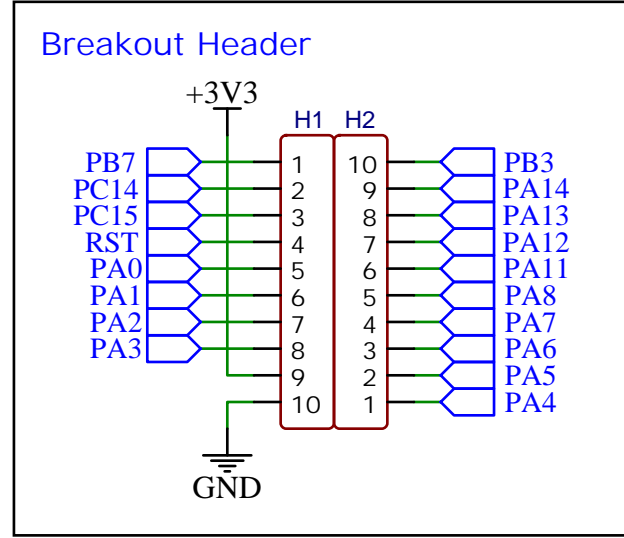 Breakout Header
+3V3
H1 H2
PB7 1 10 PB3
PC14 2 9 PA14
PC15 3 8 PA13
RST 4 7 PA12
PA0 5 6 PA11
PA1 6 5 PA8
PA2 7 4 PA7
PA3 8 3 PA6
9 2 PA5
10 1 PA4
GND